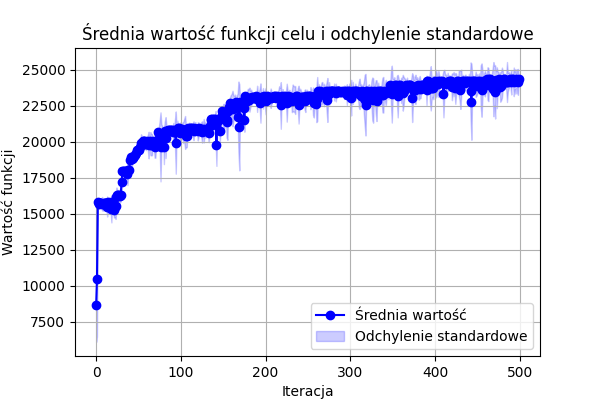 Średnia wartość funkcji celu i odchylenie standardowe
Wartość funkcji
25000
22500
20000
17500
15000
12500
10000
7500
0 100 200 300 400 500
Iteracja
Średnia wartość
Odchylenie standardowe